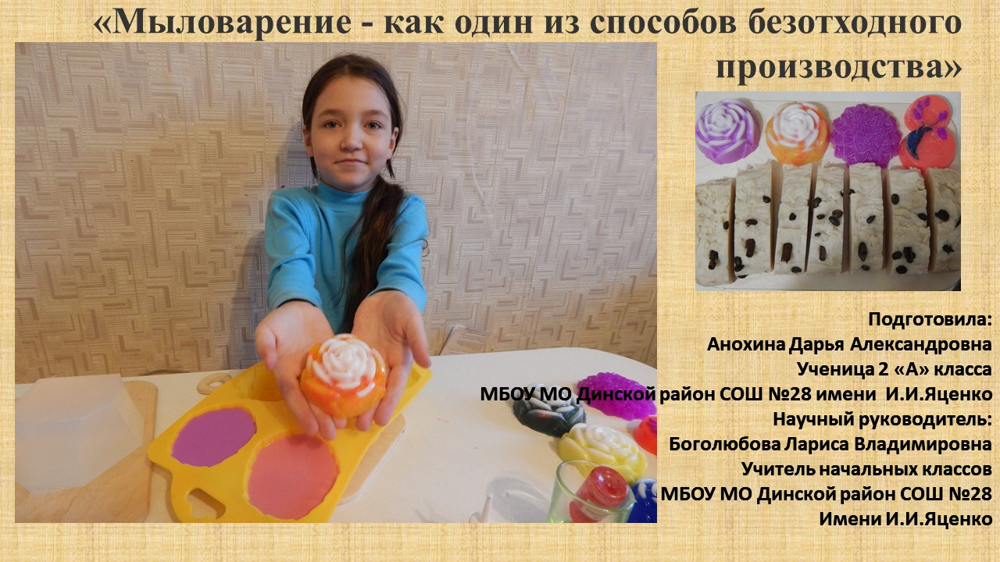 «Мыловарение - как один из способов безотходного
производства»
Подготовила:
Анохина Дарья Александровна
Ученица 2 «А» класса
МБОУ МО Динской район СОШ №28 имени И.И.Яценко
Научный руководитель:
Боголюбова Лариса Владимировна
Учитель начальных классов
МБОУ МО Динской район СОШ №28
Имени И.И.Яценко